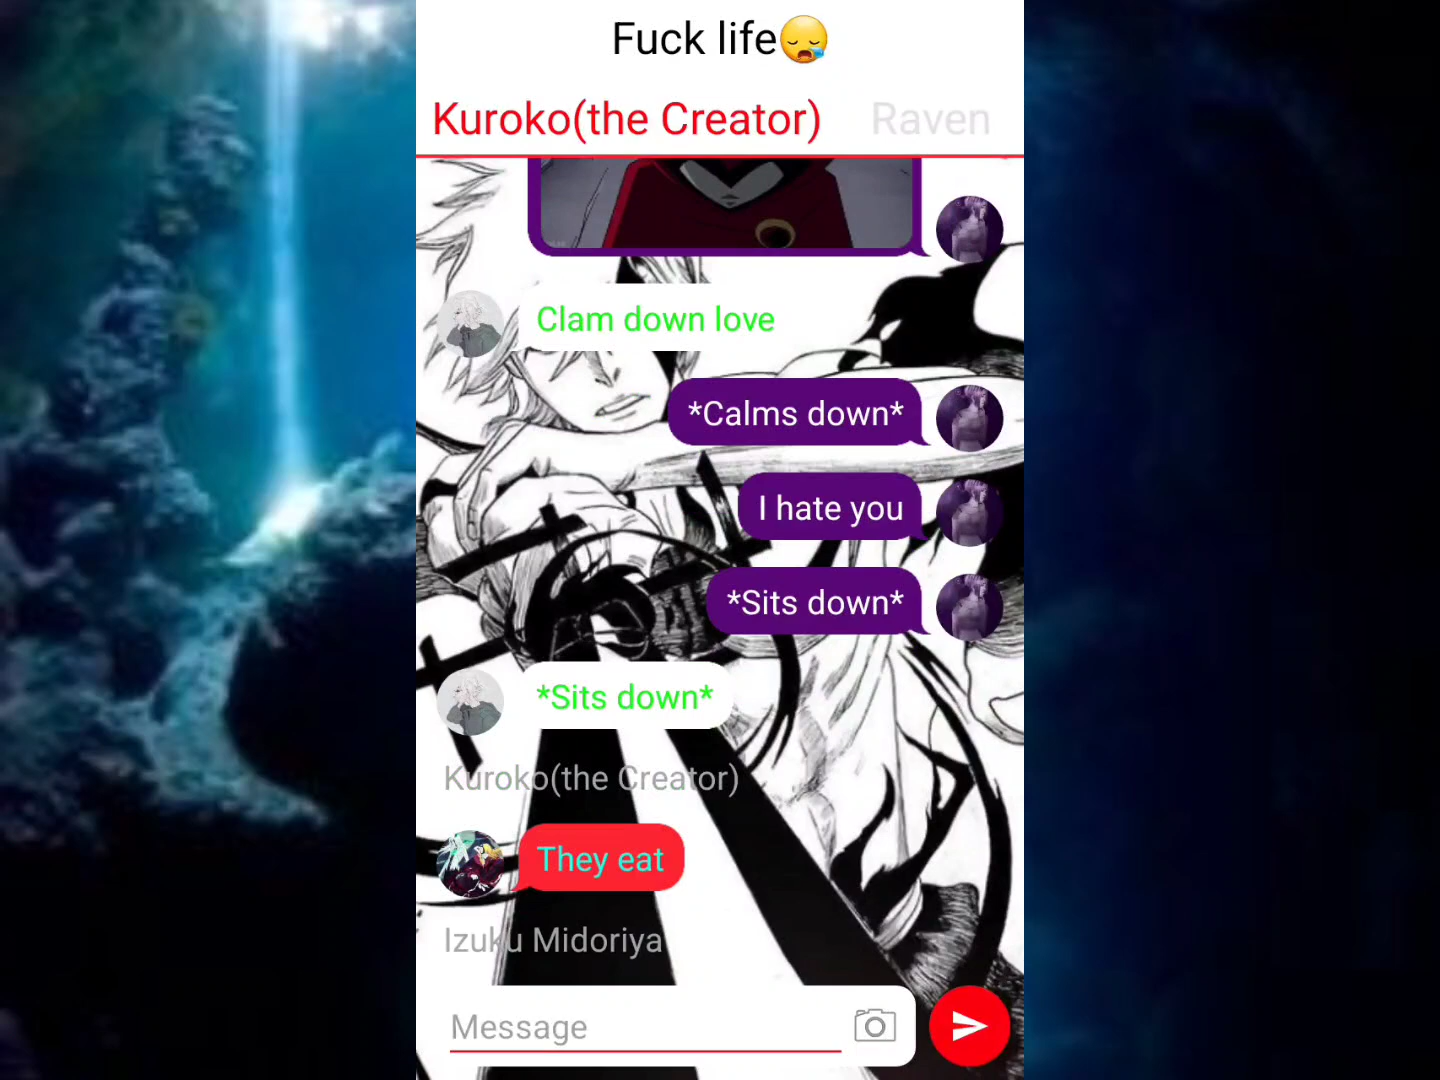 Fuck life😪
Kuroko(the Creator) Raven
Clam down love
*Calms down*
I hate you
*Sits down*
*Sits down*
Kuroko(the Creator)
They eat
Izuku Midoriya
Message